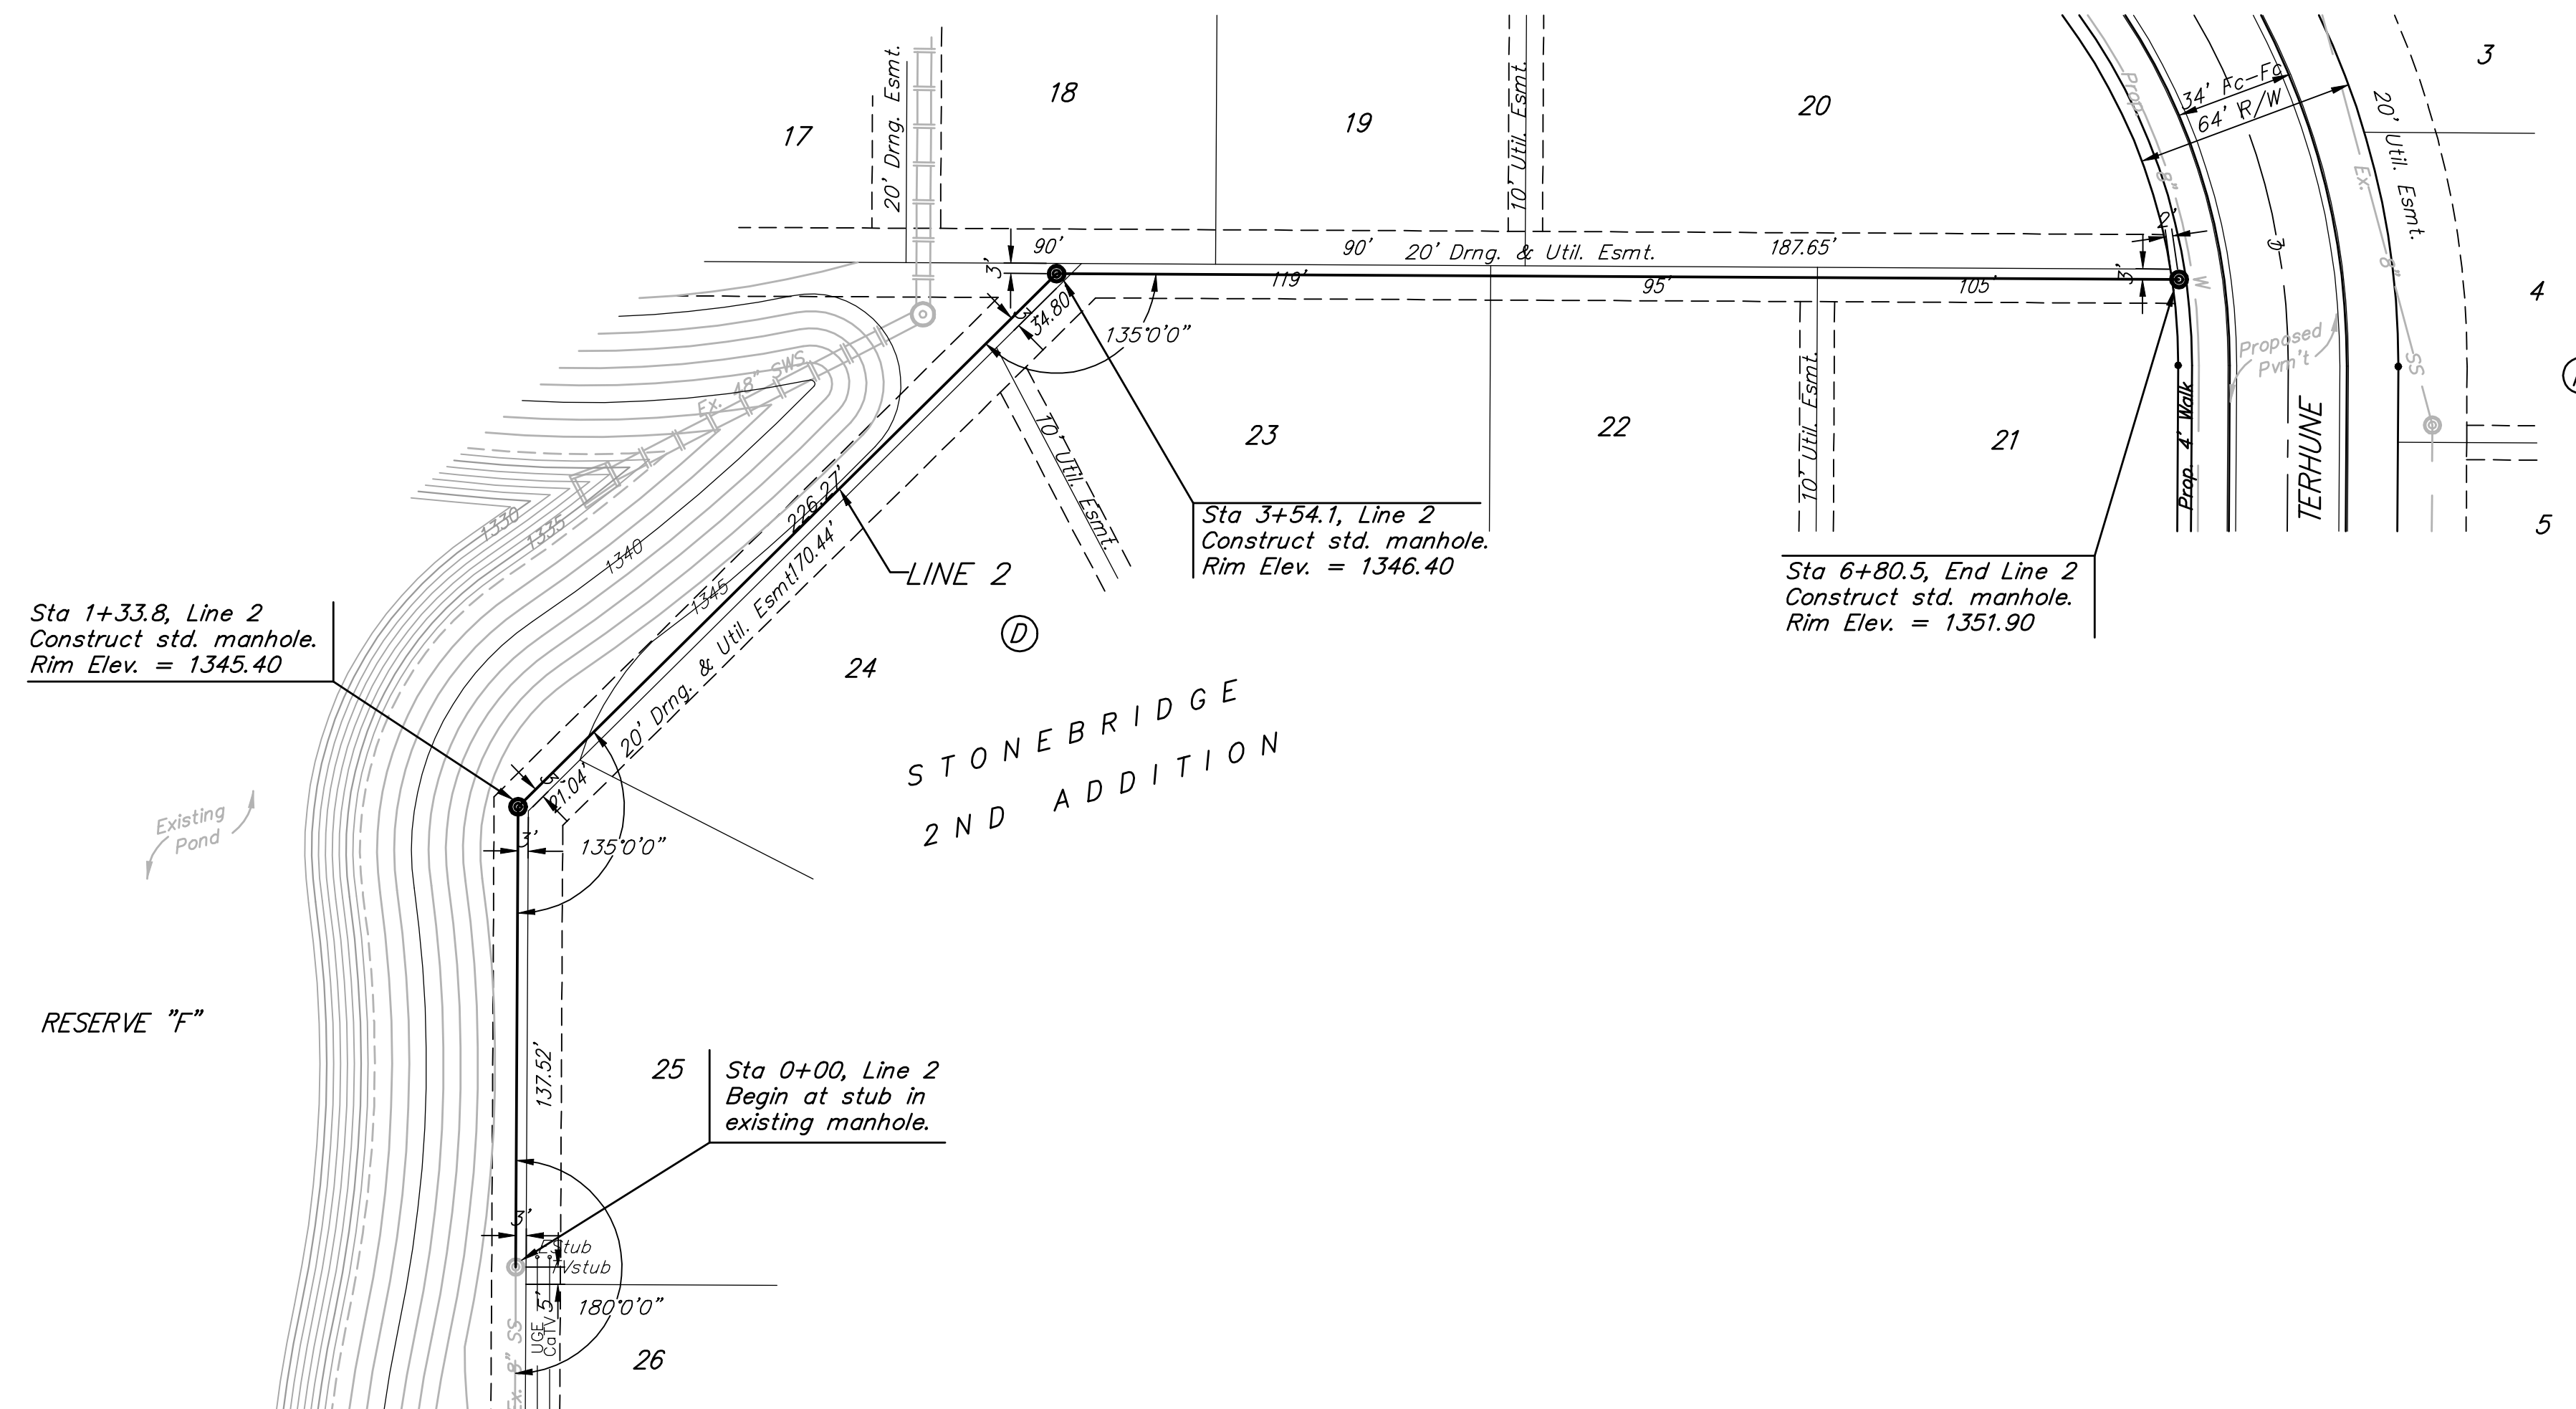 17
20' Drng. Esmt.
18
19
10' Util. Esmt.
20
Prop.
8"
W
34' Fc-Fc
64' R/W
Ex.
8"
SS
20' Util. Esmt.
3
4
5
90'
90'
20' Drng. & Util. Esmt.
187.65'
2'
3'
3'
119'
95'
105'
3'
34.80
135°0'0"
Ex. 48" SWS
10' Util. Esmt.
23
22
10' Util. Esmt.
21
Prop. 4' Walk
TERHUNE
Proposed
Pvm't
1330
1335
1340
1345
226.27'
170.44'
20' Drng. & Util. Esmt.
LINE 2
Sta 3+54.1, Line 2
Construct std. manhole.
Rim Elev. = 1346.40
Sta 6+80.5, End Line 2
Construct std. manhole.
Rim Elev. = 1351.90
Sta 1+33.8, Line 2
Construct std. manhole.
Rim Elev. = 1345.40
D
24
STONEBRIDGE
2ND ADDITION
3'
21.04'
3'
135°0'0"
Existing
Pond
RESERVE "F"
137.52'
25
Sta 0+00, Line 2
Begin at stub in
existing manhole.
3'
EStub
TVstub
5'
180°0'0"
UGE
CaTV
Ex. 8" SS
26